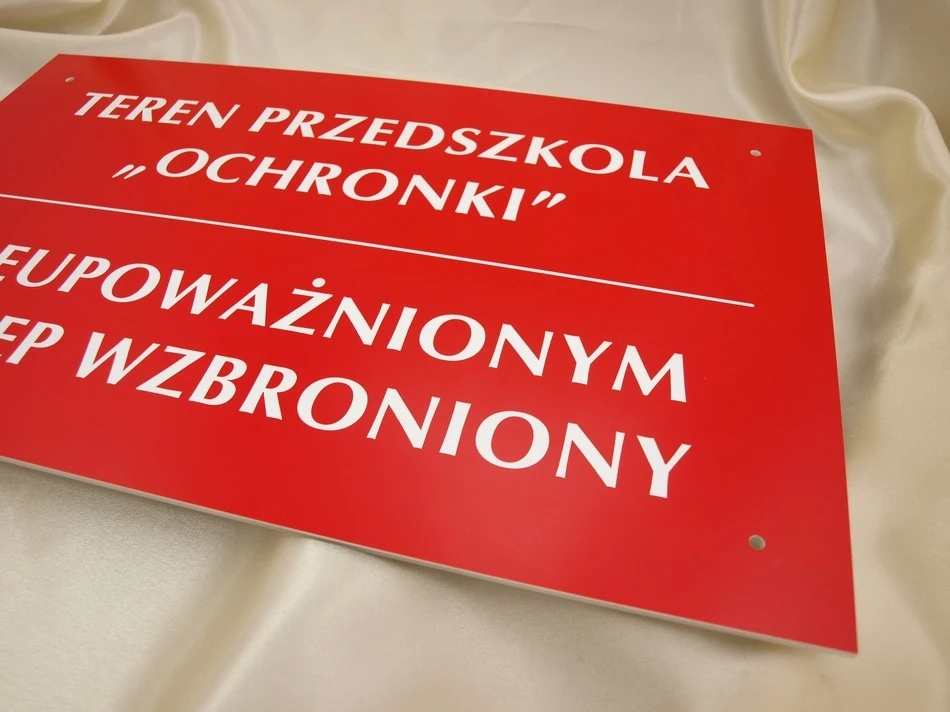 TEREN PRZEDSZKOLA
„OCHRONKI”
EUPOWAŻNIONYM
EP WZBRONIONY